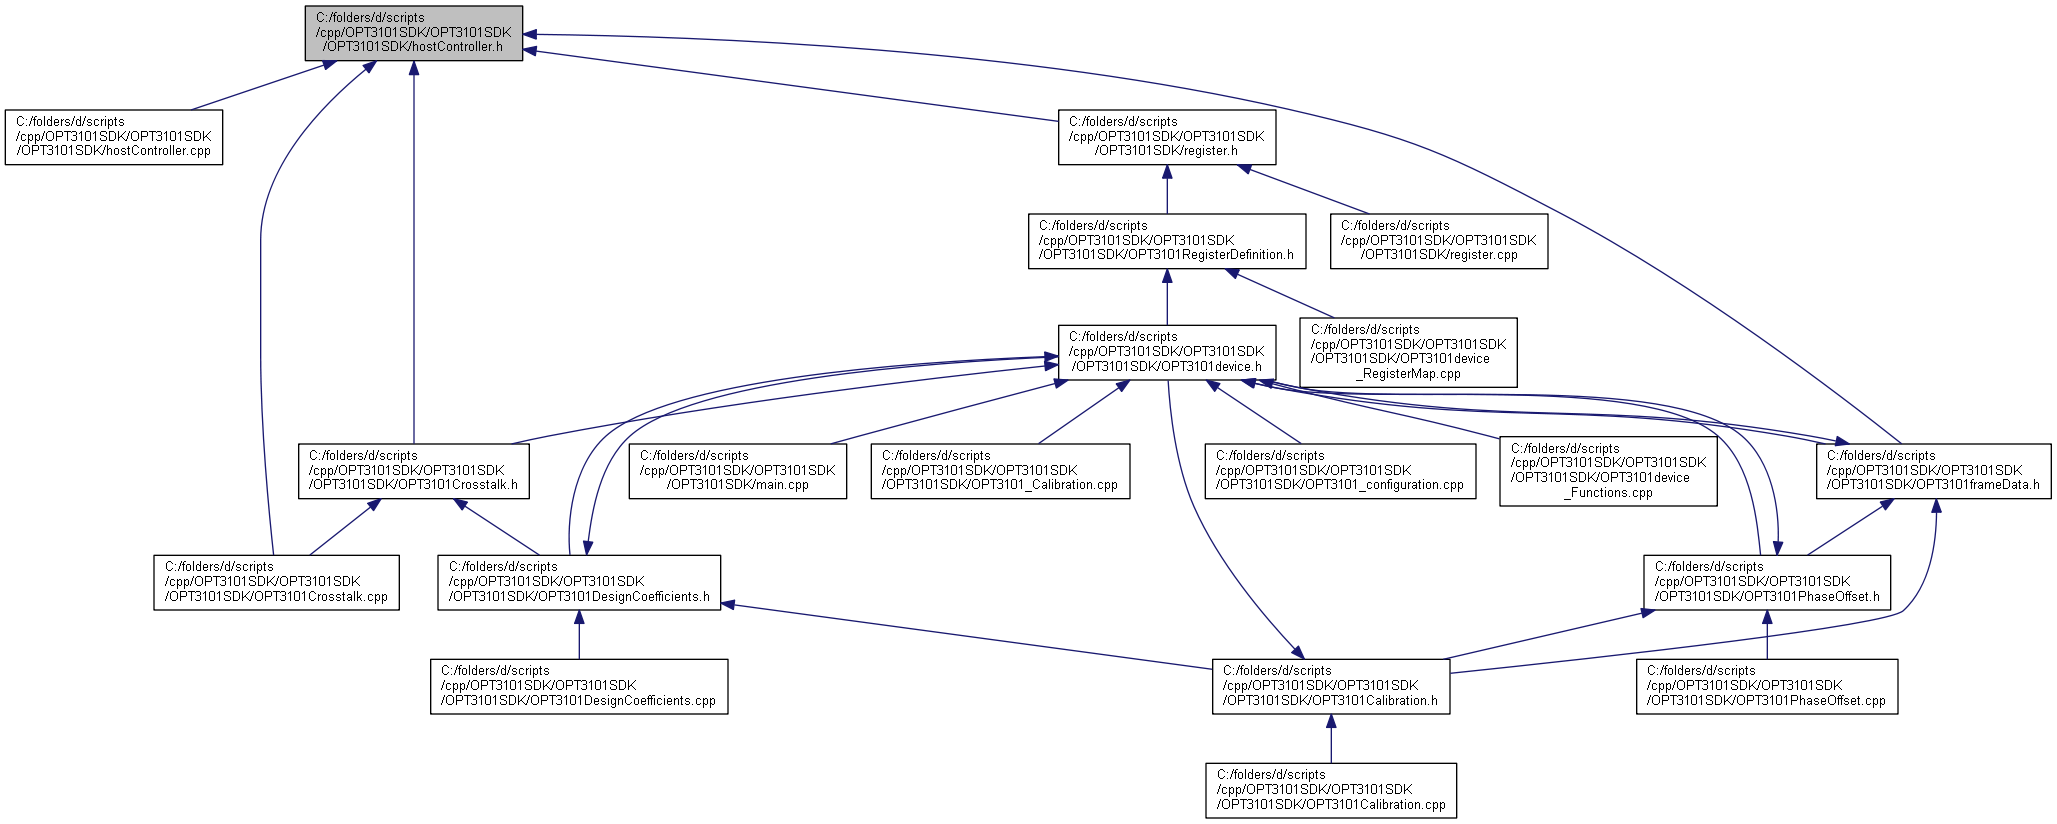 C:/folders/d/scripts
/cpp/OPT3101SDK/OPT3101SDK
/OPT3101SDK/hostController.h
C:/folders/d/scripts
/cpp/OPT3101SDK/OPT3101SDK
/OPT3101SDK/hostController.cpp
C:/folders/d/scripts
/cpp/OPT3101SDK/OPT3101SDK
/OPT3101SDK/register.h
C:/folders/d/scripts
/cpp/OPT3101SDK/OPT3101SDK
/OPT3101SDK/OPT3101RegisterDefinition.h
C:/folders/d/scripts
/cpp/OPT3101SDK/OPT3101SDK
/OPT3101SDK/register.cpp
C:/folders/d/scripts
/cpp/OPT3101SDK/OPT3101SDK
/OPT3101SDK/OPT3101device.h
C:/folders/d/scripts
/cpp/OPT3101SDK/OPT3101SDK
/OPT3101SDK/OPT3101device
_RegisterMap.cpp
C:/folders/d/scripts
/cpp/OPT3101SDK/OPT3101SDK
/OPT3101SDK/OPT3101Crosstalk.h
C:/folders/d/scripts
/cpp/OPT3101SDK/OPT3101SDK
/OPT3101SDK/main.cpp
C:/folders/d/scripts
/cpp/OPT3101SDK/OPT3101SDK
/OPT3101SDK/OPT3101_Calibration.cpp
C:/folders/d/scripts
/cpp/OPT3101SDK/OPT3101SDK
/OPT3101SDK/OPT3101_configuration.cpp
C:/folders/d/scripts
/cpp/OPT3101SDK/OPT3101SDK
/OPT3101SDK/OPT3101device
_Functions.cpp
C:/folders/d/scripts
/cpp/OPT3101SDK/OPT3101SDK
/OPT3101SDK/OPT3101frameData.h
C:/folders/d/scripts
/cpp/OPT3101SDK/OPT3101SDK
/OPT3101SDK/OPT3101Crosstalk.cpp
C:/folders/d/scripts
/cpp/OPT3101SDK/OPT3101SDK
/OPT3101SDK/OPT3101DesignCoefficients.h
C:/folders/d/scripts
/cpp/OPT3101SDK/OPT3101SDK
/OPT3101SDK/OPT3101PhaseOffset.h
C:/folders/d/scripts
/cpp/OPT3101SDK/OPT3101SDK
/OPT3101SDK/OPT3101DesignCoefficients.cpp
C:/folders/d/scripts
/cpp/OPT3101SDK/OPT3101SDK
/OPT3101SDK/OPT3101Calibration.h
C:/folders/d/scripts
/cpp/OPT3101SDK/OPT3101SDK
/OPT3101SDK/OPT3101PhaseOffset.cpp
C:/folders/d/scripts
/cpp/OPT3101SDK/OPT3101SDK
/OPT3101SDK/OPT3101Calibration.cpp